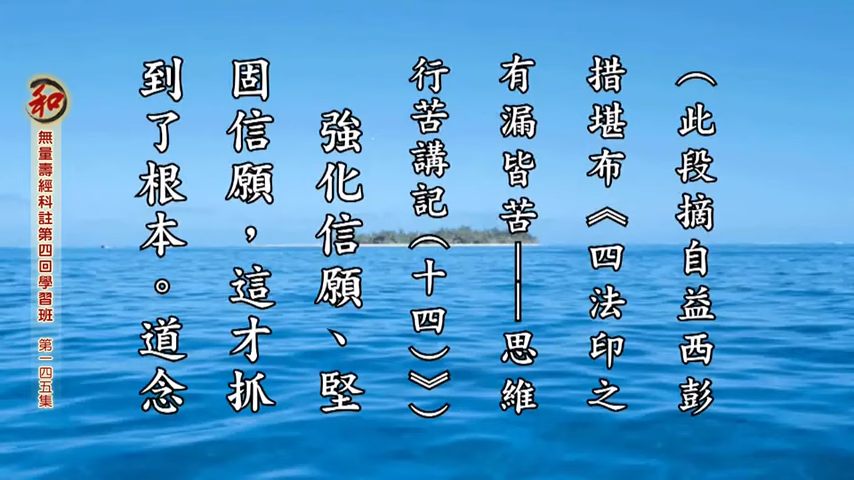 （此段摘自益西彭
措堪布《四法印之
有漏皆苦——思維
行苦講記（十四）》）
強化信願、堅
固信願，這才抓
到了根本。道念
和
無量壽經科註第四回學習班 第一四五集